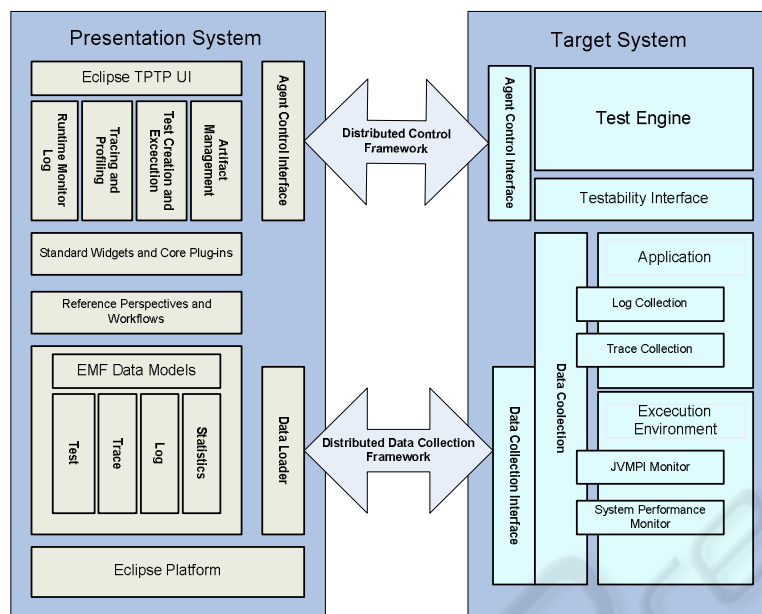 Presentation System
Eclipse TPTP UI
Runtime Monitor
Log
Tracing and
Profiling
Test Creation and
Excecution
Artifact
Management
Agent Control Interface
Standard Widgets and Core Plug-ins
Reference Perspectives and
Workflows
EMF Data Models
Test
Trace
Log
Statistics
Data Loader
Eclipse Platform
Distributed Control
Framework
Distributed Data Collection
Framework
Target System
Agent Control Interface
Test Engine
Testability Interface
Data Coolection
Application
Log Collection
Trace Collection
Data Collection Interface
Excecution
Environment
JVMPI Monitor
System Performance
Monitor